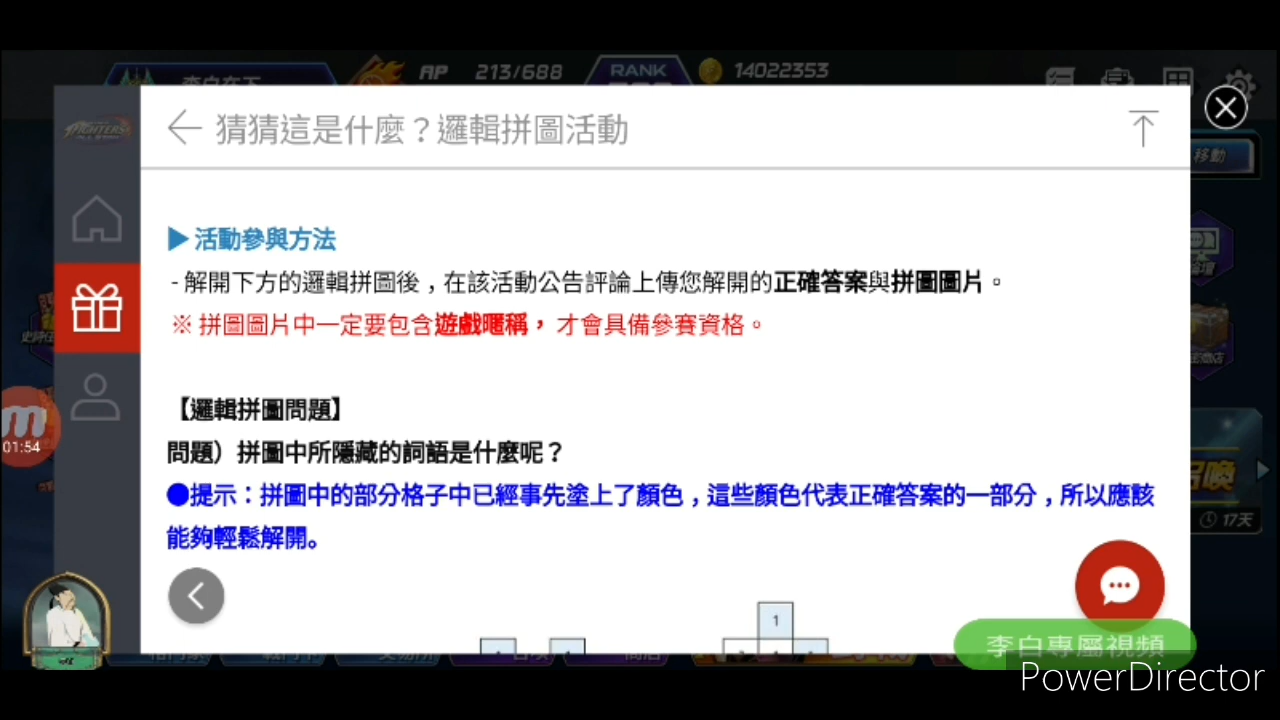 李白在下
AP 213/688
RANK
14022353
FIGHTERS
猜猜這是什麼？邏輯拼圖活動
移動
▶ 活動參與方法
- 解開下方的邏輯拼圖後，在該活動公告評論上傳您解開的正確答案與拼圖圖片。
※ 拼圖圖片中一定要包含遊戲暱稱， 才會具備參賽資格。
【邏輯拼圖問題】
01:54
問題）拼圖中所隱藏的詞語是什麼呢？
●提示：拼圖中的部分格子中已經事先塗上了顏色，這些顏色代表正確答案的一部分，所以應該
能夠輕鬆解開。
召喚
17天
1
李白專屬視頻
PowerDirector